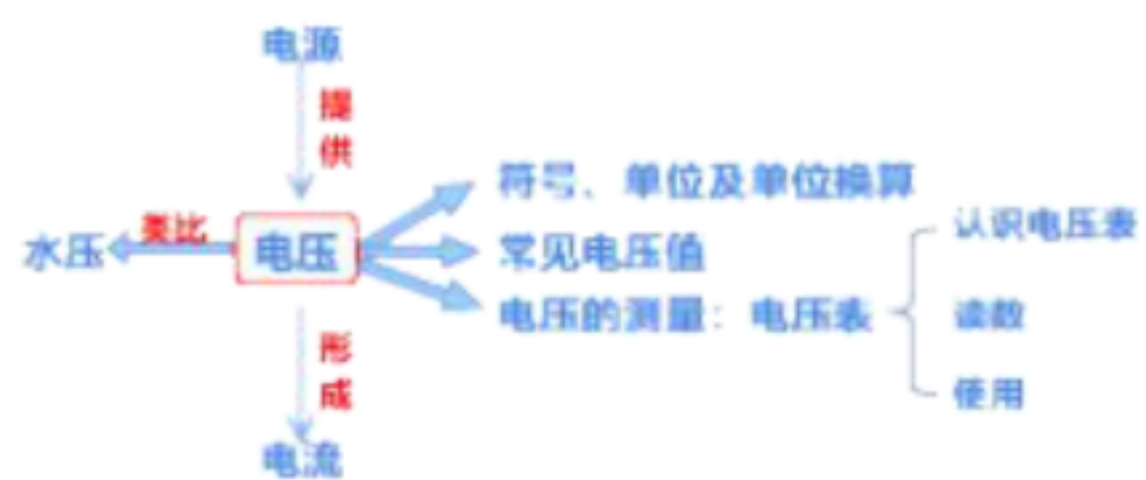 电源
提供
符号、单位及单位换算
认识电压表
水压
类比
电压
常见电压值
电压的测量：电压表
读数
形成
使用
电流